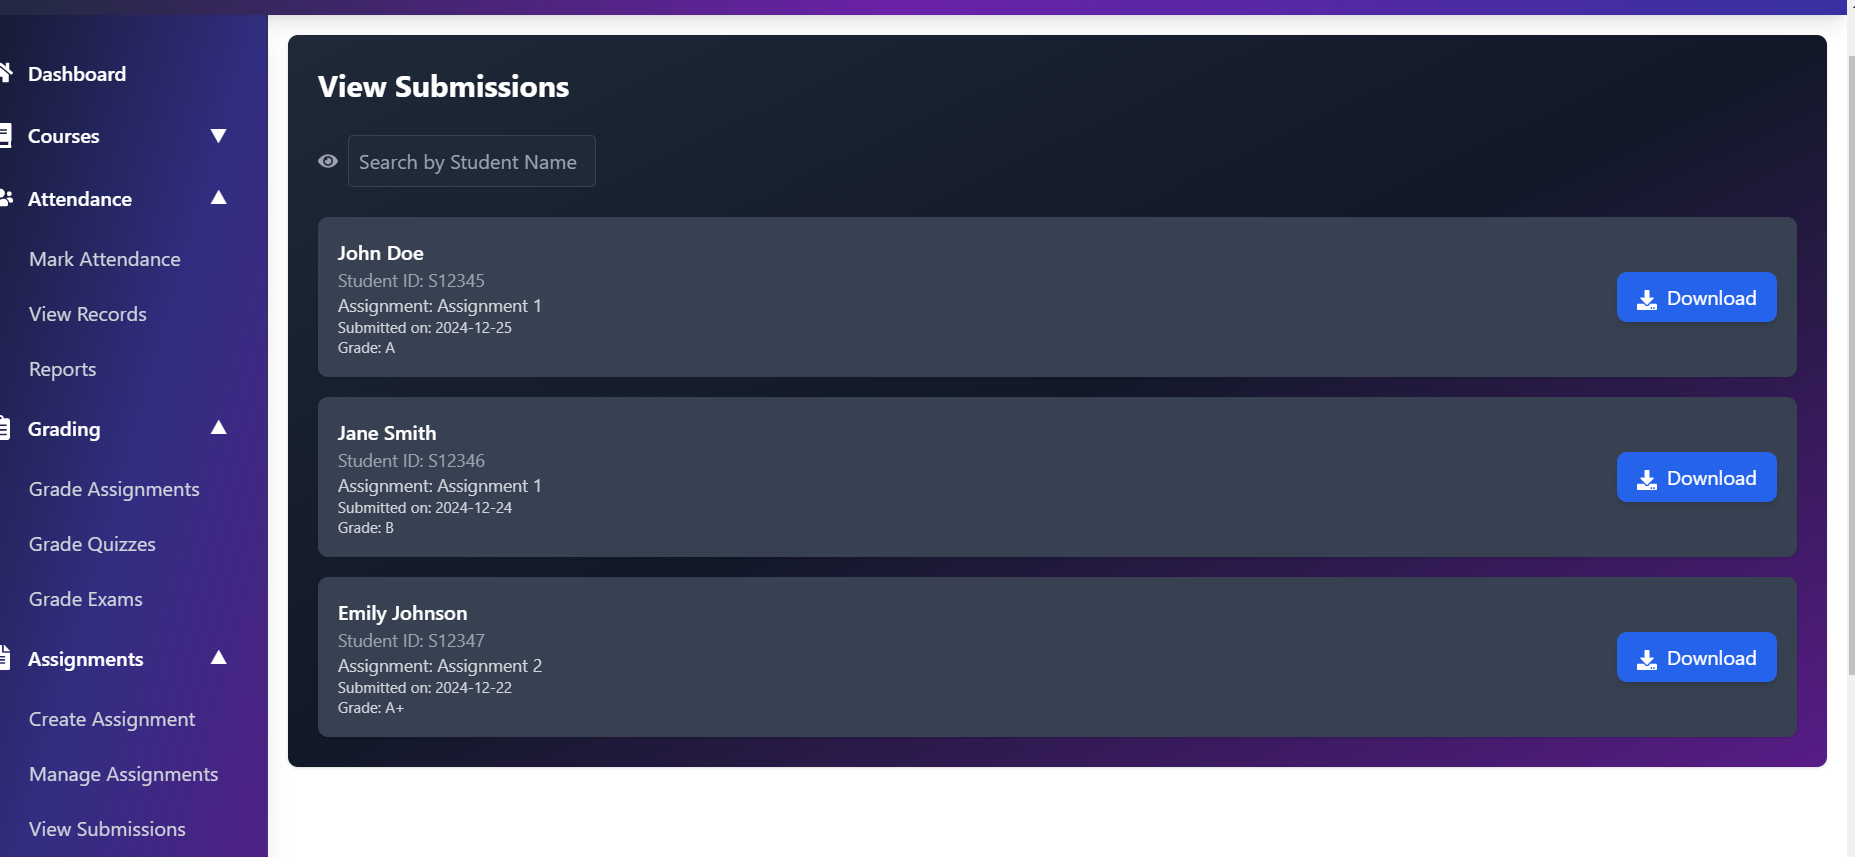 Dashboard
Courses
Attendance
Mark Attendance
View Records
Reports
Grading
Grade Assignments
Grade Quizzes
Grade Exams
Assignments
Create Assignment
Manage Assignments
View Submissions
View Submissions
Search by Student Name
John Doe
Student ID: S12345
Assignment: Assignment 1
Submitted on: 2024-12-25
Grade: A
Download
Jane Smith
Student ID: S12346
Assignment: Assignment 1
Submitted on: 2024-12-24
Grade: B
Download
Emily Johnson
Student ID: S12347
Assignment: Assignment 2
Submitted on: 2024-12-22
Grade: A+
Download